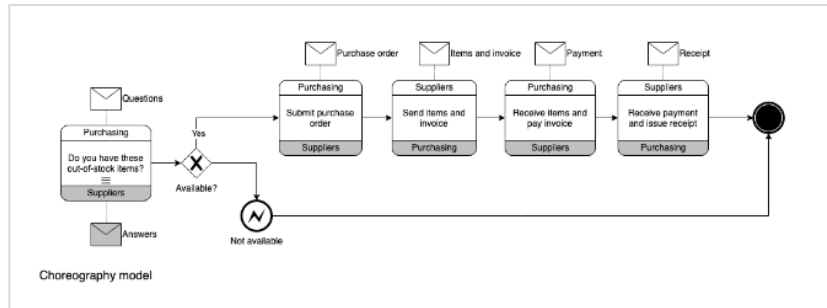 Purchase order
Items and invoice
Payment
Receipt
Questions
Purchasing
Suppliers
Purchasing
Suppliers
Submit purchase
order
Send items and
invoice
Receive items and
pay invoice
Receive payment
and issue receipt
Suppliers
Purchasing
Suppliers
Purchasing
Purchasing
Do you have these
out-of-stock items?
Suppliers
Yes
Available?
Not available
Answers
Choreography model